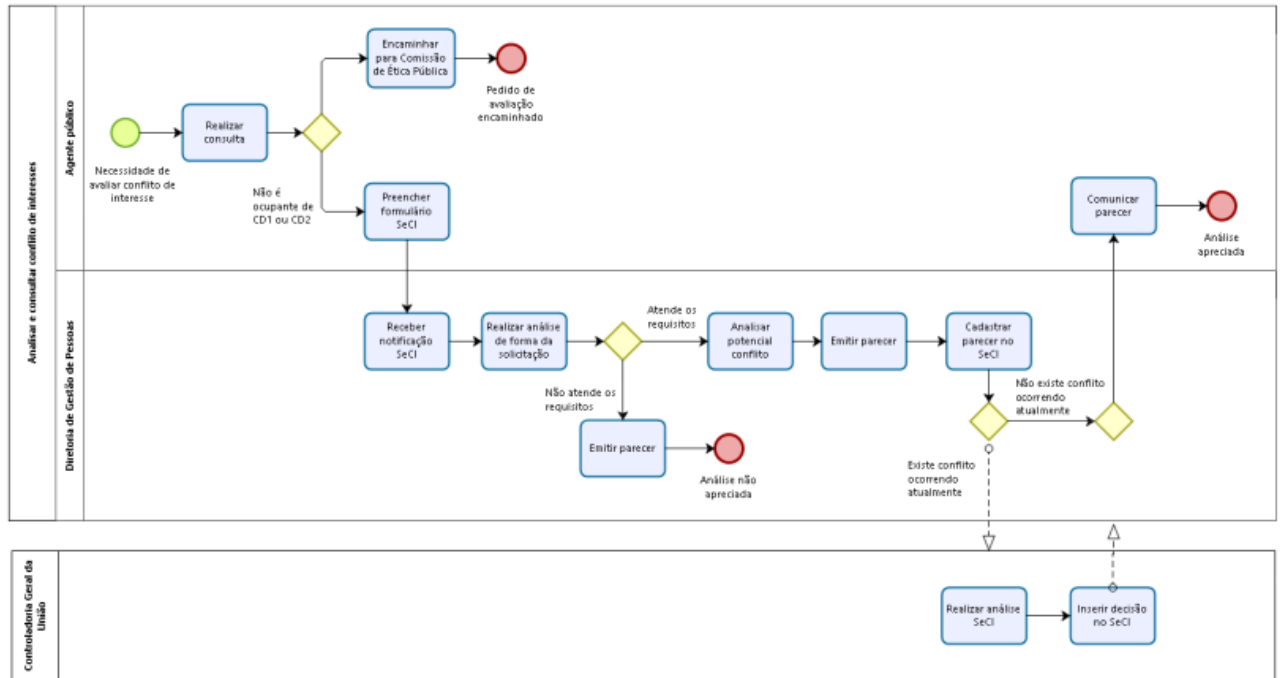 Analisar e consultar conflito de interesses
Agente público
Necessidade de
avaliar conflito de
interesse
Realizar
consulta
Encaminhar
para Comissão
de Ética Pública
Pedido de
avaliação
encaminhado
Não é
ocupante de
CD1 ou CD2
Preencher
formulário
SeCI
Comunicar
parecer
Análise
apreciada
Diretoria de Gestão de Pessoas
Receber
notificação
SeCI
Realizar análise
de forma da
solicitação
Atende os
requisitos
Não atende os
requisitos
Emitir parecer
Análise não
apreciada
Analisar
potencial
conflito
Emitir parecer
Cadastrar
parecer no
SeCI
Não existe conflito
ocorrendo
atualmente
Existe conflito
ocorrendo
atualmente
Controladoria Geral da
União
Realizar análise
SeCI
Inserir decisão
no SeCI